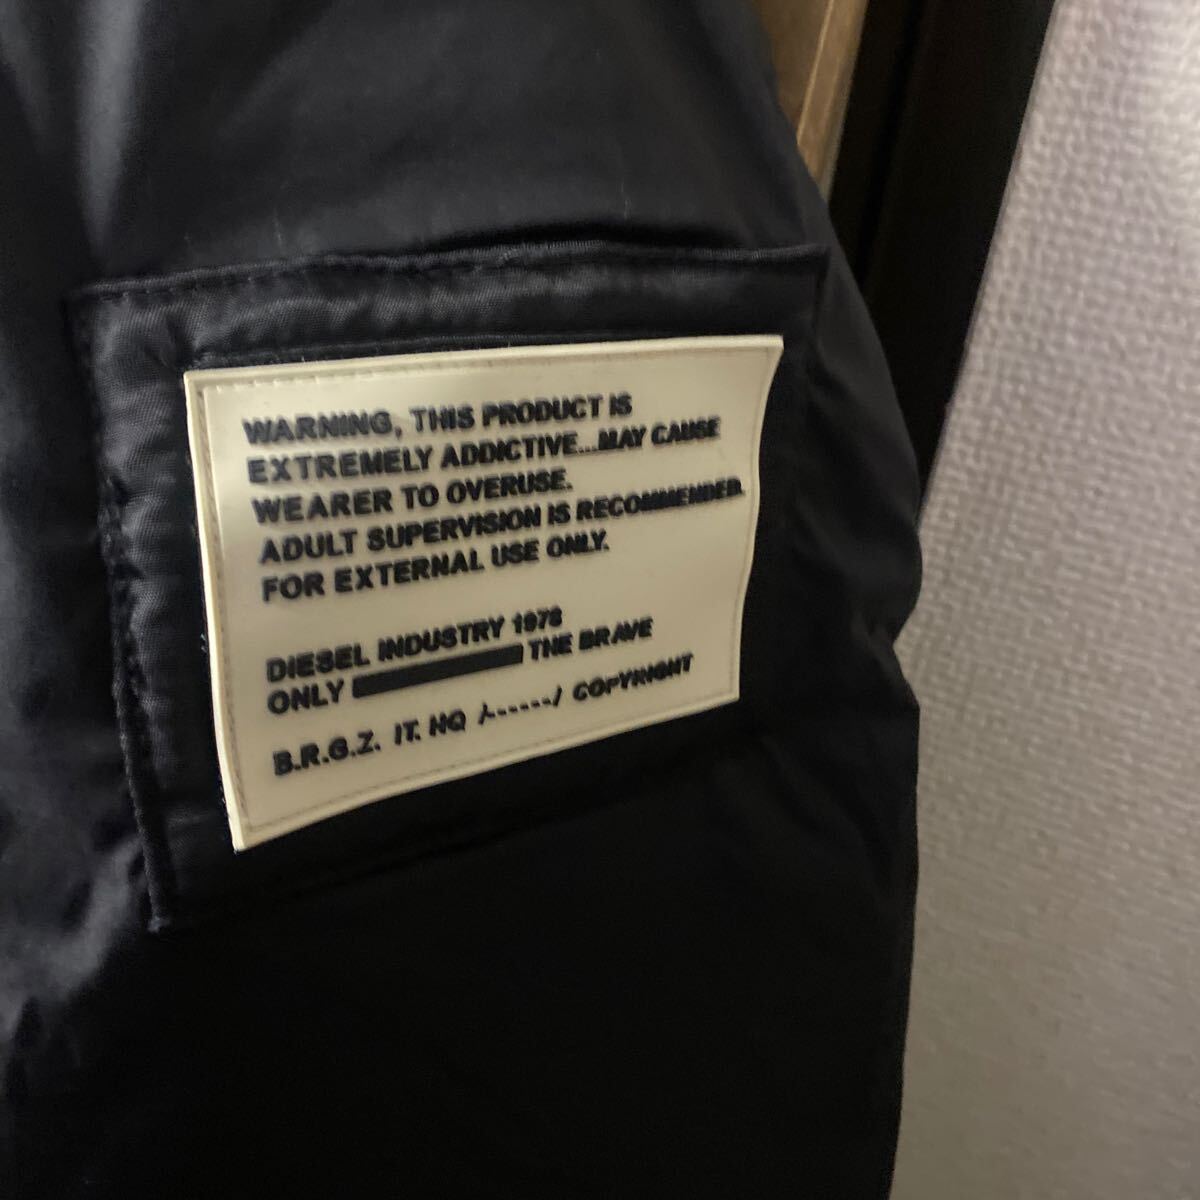 WARNING, THIS PRODUCT IS
EXTREMELY ADDICTIVE...MAY CAUSE
WEARER TO OVERUSE.
ADULT SUPERVISION IS RECOMMENDED.
FOR EXTERNAL USE ONLY.
DIESEL INDUSTRY 1978
ONLY THE BRAVE
B.R.G.Z. IT. HQ /------/ COPYRIGHT